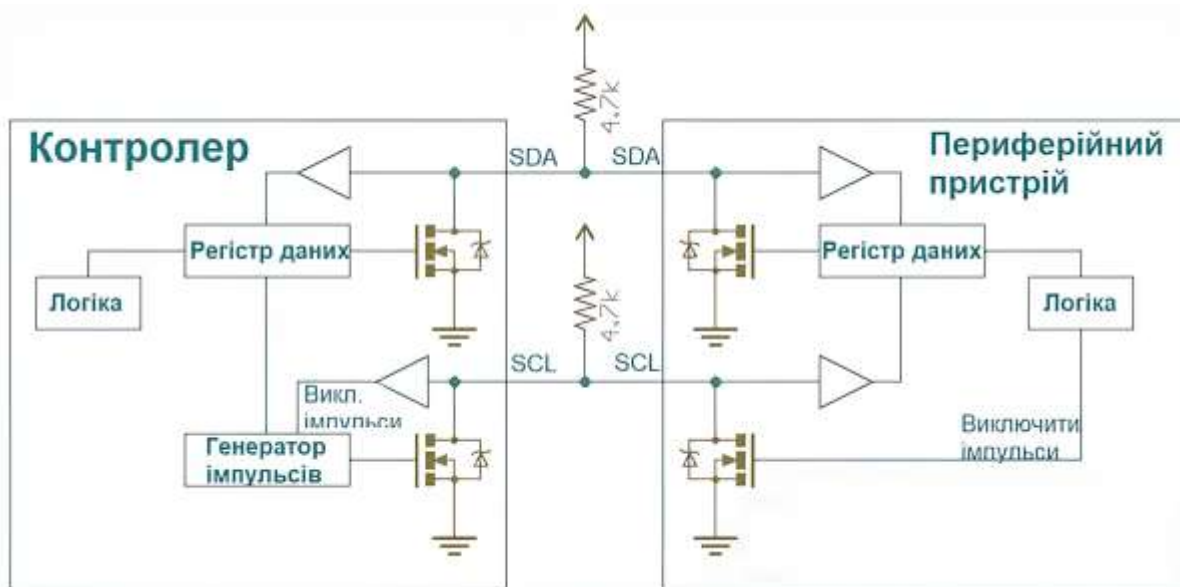 4.7k
Контролер
SDA
SDA
Периферійний
пристрій
Регістр даних
Логіка
4.7k
Регістр даних
Логіка
SCL
SCL
Викл.
імпульси
Генератор
імпульсів
Виключити
імпульси